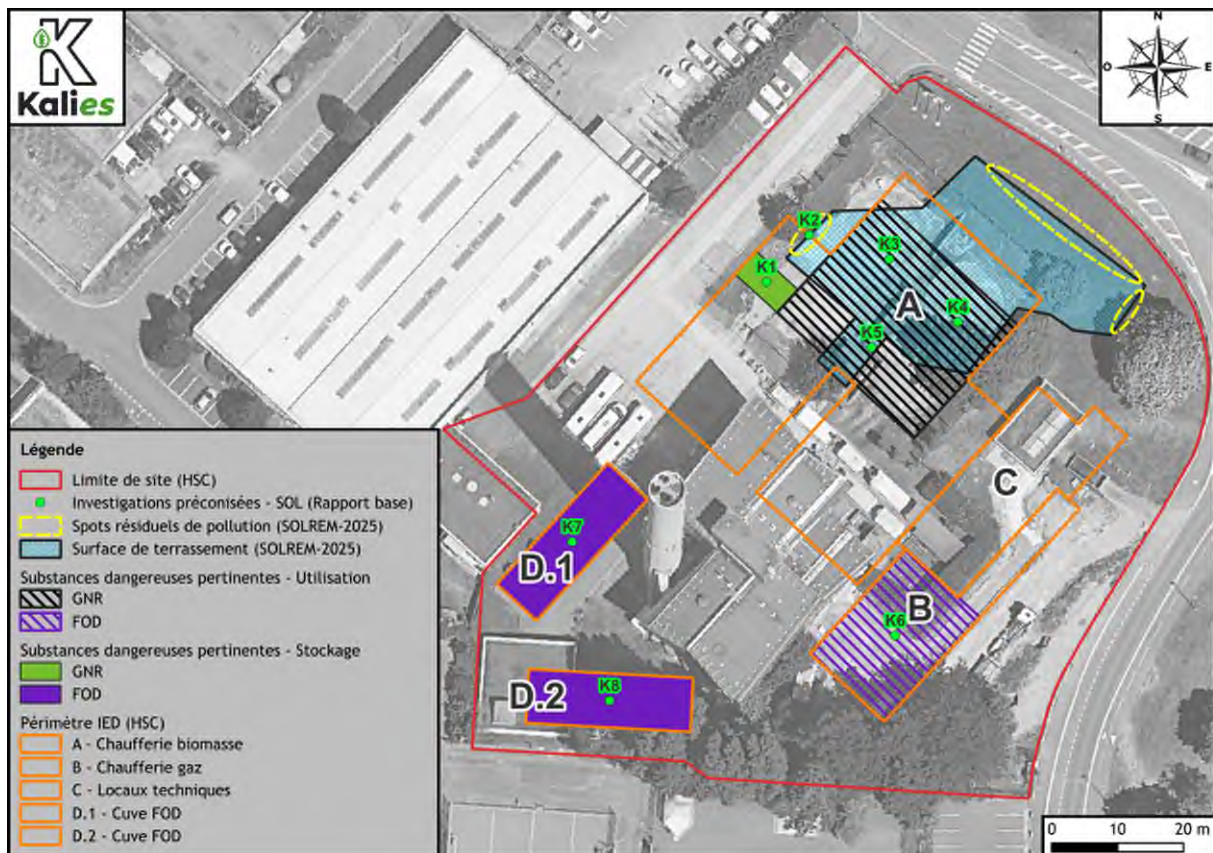 Kalies
N
O
E
S
K2
K1
K3
A
K4
K5
C
K7
D.1
B
K6
D.2
K8
Légende
Limite de site (HSC)
Investigations préconisées - SOL (Rapport base)
Spots résiduels de pollution (SOLREM-2025)
Surface de terrassement (SOLREM-2025)
Substances dangereuses pertinentes - Utilisation
GNR
FOD
Substances dangereuses pertinentes - Stockage
GNR
FOD
Périmètre IED (HSC)
A - Chaufferie biomasse
B - Chaufferie gaz
C - Locaux techniques
D.1 - Cuve FOD
D.2 - Cuve FOD
0 10 20 m